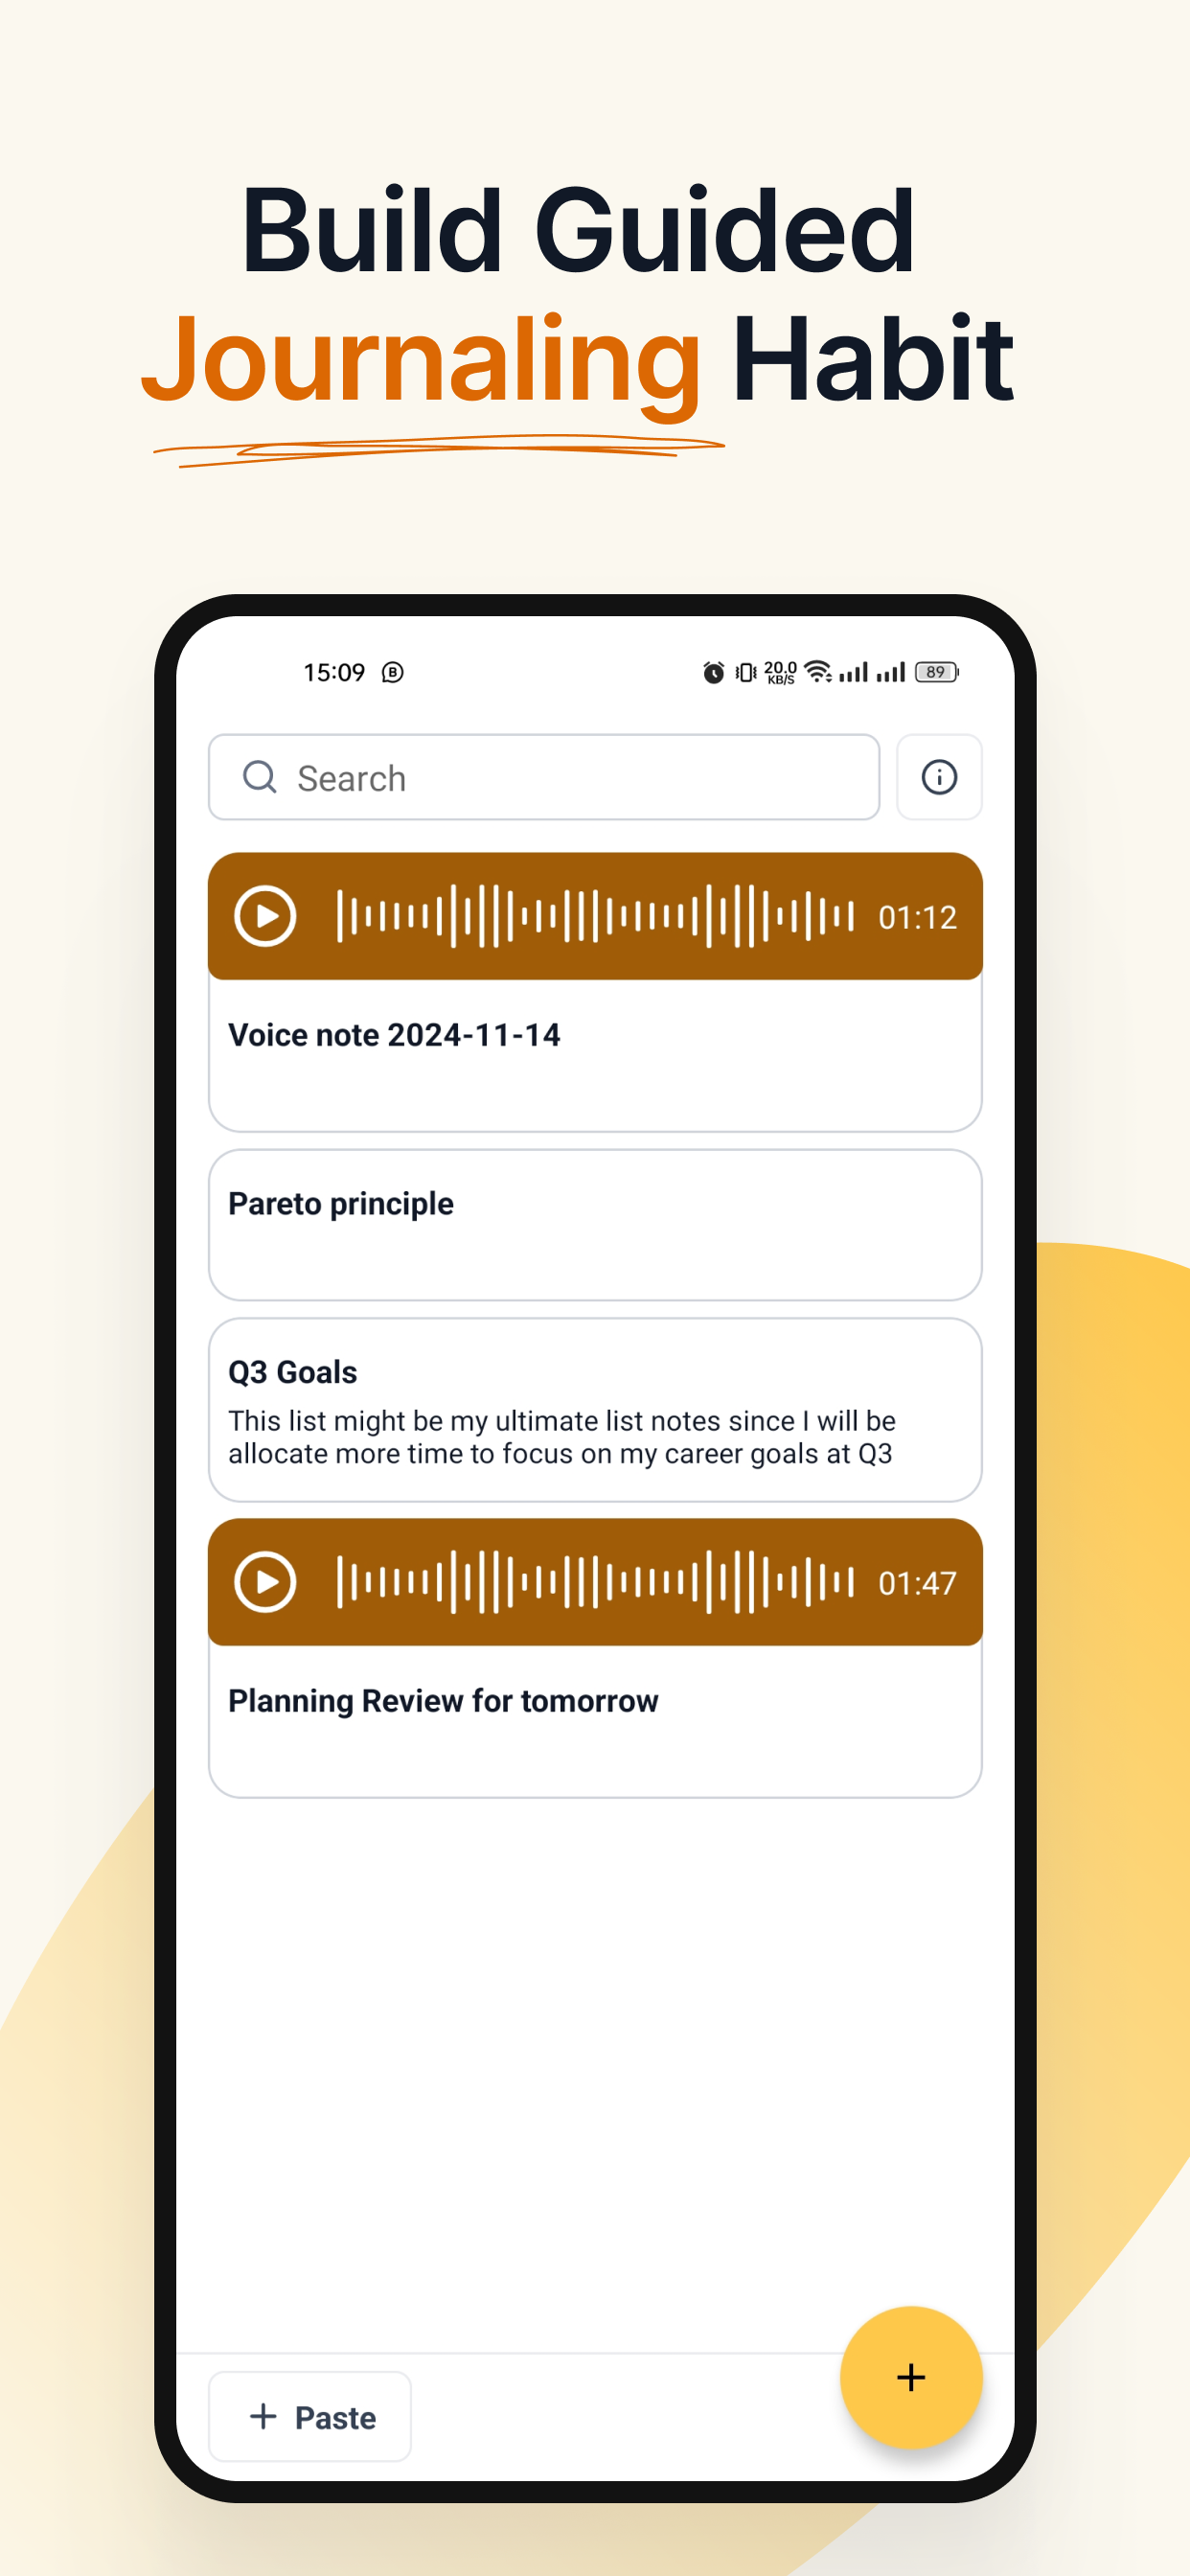 Build Guided
Journaling Habit
15:09 B 20.0 KB/S 89
Search
01:12
Voice note 2024-11-14
Pareto principle
Q3 Goals
This list might be my ultimate list notes since I will be
allocate more time to focus on my career goals at Q3
01:47
Planning Review for tomorrow
+ Paste
+